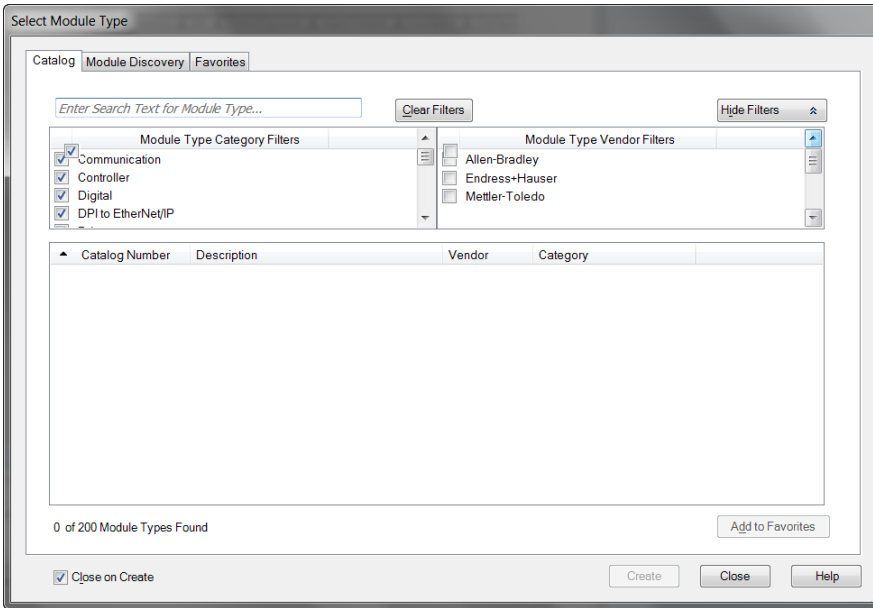 Select Module Type
Catalog Module Discovery Favorites
Enter Search Text for Module Type...
Clear Filters
Hide Filters
Module Type Category Filters
Communication
Controller
Digital
DPI to EtherNet/IP
Module Type Vendor Filters
Allen-Bradley
Endress+Hauser
Mettler-Toledo
Catalog Number Description Vendor Category
0 of 200 Module Types Found
Add to Favorites
Close on Create
Create Close Help